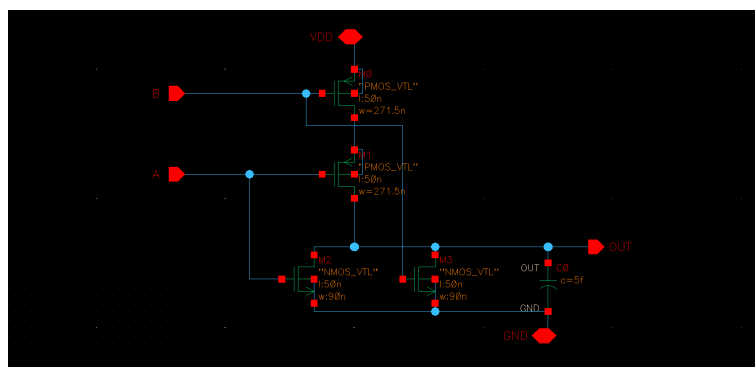 VDD
M0
"PMOS_VTL"
l:50n
w=271.5n
B
M1
"PMOS_VTL"
l:50n
w=271.5n
A
OUT
M2
"NMOS_VTL"
l:50n
w:90n
M3
"NMOS_VTL"
l:50n
w:90n
OUT
C0
c=5f
GND
GND